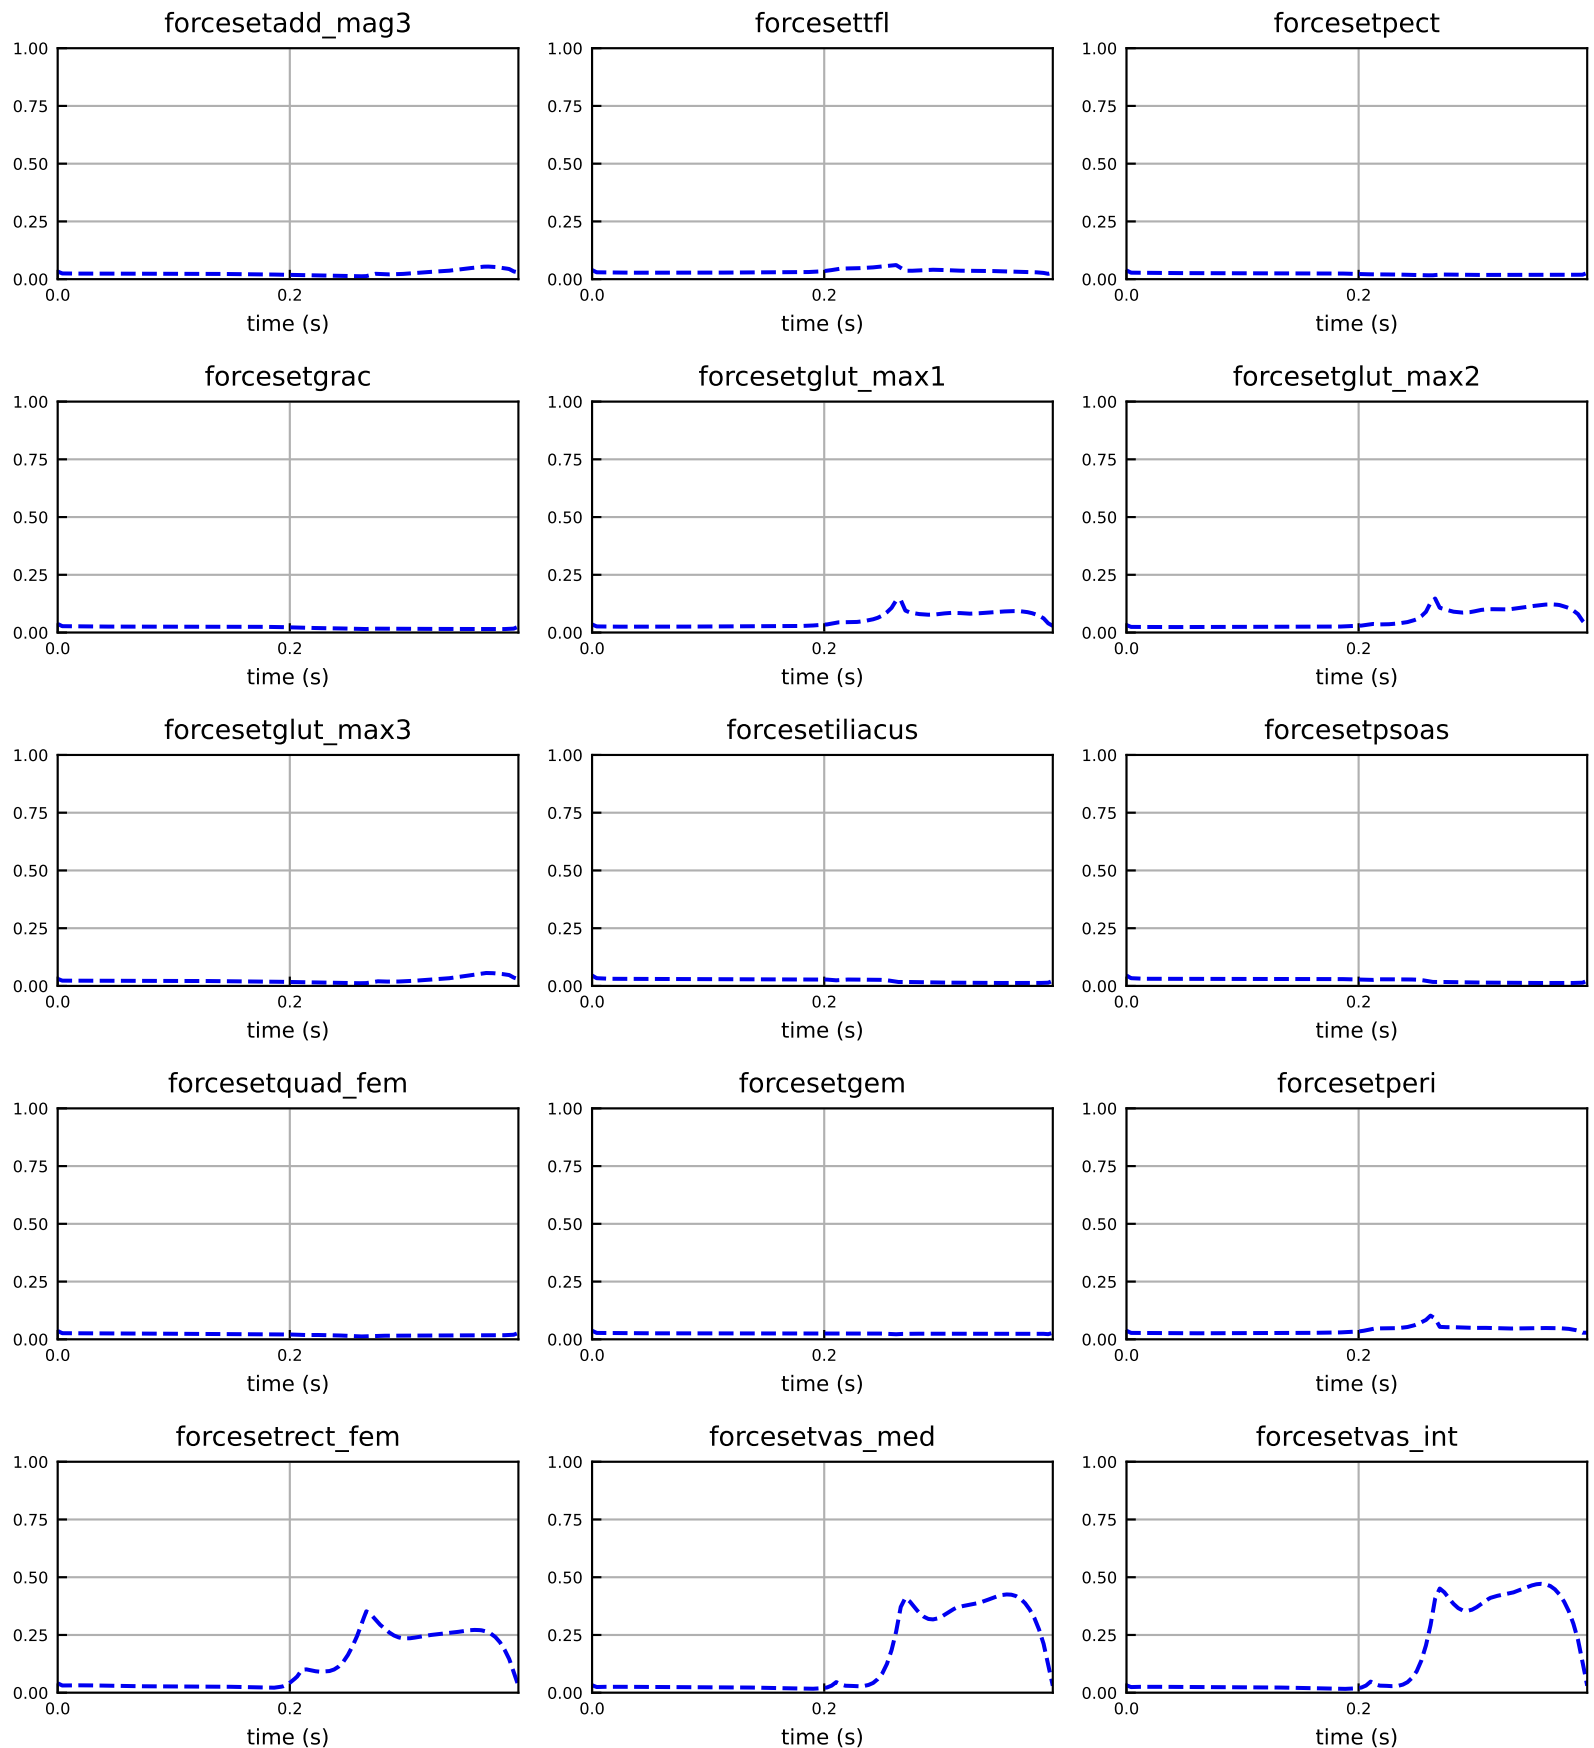 forcesetadd_mag3 forcesettfl forcesetpect
1.00 1.00 1.00
0.75 0.75 0.75
0.50 0.50 0.50
0.25 0.25 0.25
0.00 0.00 0.00
0.0 0.2 0.0 0.2 0.0 0.2
time (s) time (s) time (s)
forcesetgrac forcesetglut_max1 forcesetglut_max2
1.00 1.00 1.00
0.75 0.75 0.75
0.50 0.50 0.50
0.25 0.25 0.25
0.00 0.00 0.00
0.0 0.2 0.0 0.2 0.0 0.2
time (s) time (s) time (s)
forcesetglut_max3 forcesetiliacus forcesetpsoas
1.00 1.00 1.00
0.75 0.75 0.75
0.50 0.50 0.50
0.25 0.25 0.25
0.00 0.00 0.00
0.0 0.2 0.0 0.2 0.0 0.2
time (s) time (s) time (s)
forcesetquad_fem forcesetgem forcesetperi
1.00 1.00 1.00
0.75 0.75 0.75
0.50 0.50 0.50
0.25 0.25 0.25
0.00 0.00 0.00
0.0 0.2 0.0 0.2 0.0 0.2
time (s) time (s) time (s)
forcesetrect_fem forcesetvas_med forcesetvas_int
1.00 1.00 1.00
0.75 0.75 0.75
0.50 0.50 0.50
0.25 0.25 0.25
0.00 0.00 0.00
0.0 0.2 0.0 0.2 0.0 0.2
time (s) time (s) time (s)